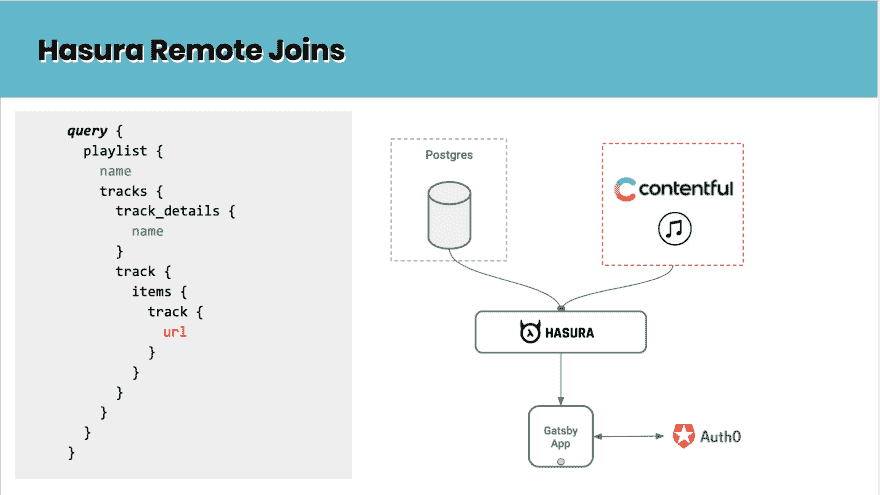 Hasura Remote Joins
query {
  playlist {
    name
    tracks {
      track_details {
        name
      }
      track {
        items {
          track {
            url
          }
        }
      }
    }
  }
}
Postgres
contentful
HASURA
Gatsby
App
Auth0